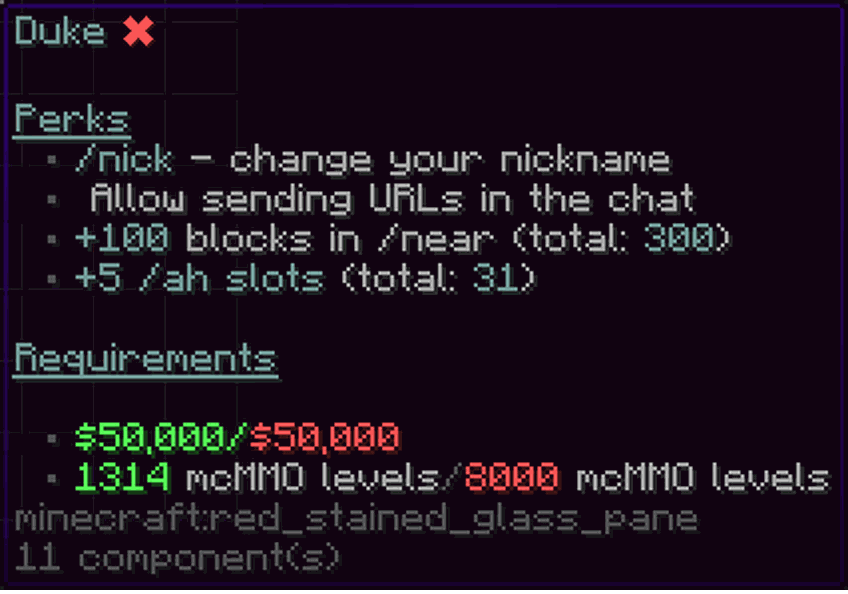 Duke ✖
Perks
▪ /nick - change your nickname
▪ Allow sending URLs in the chat
▪ +100 blocks in /near (total: 300)
▪ +5 /ah slots (total: 31)
Requirements
▪ $50,000/$50,000
▪ 1314 mcMMO levels/8000 mcMMO levels
minecraft:red_stained_glass_pane
11 component(s)